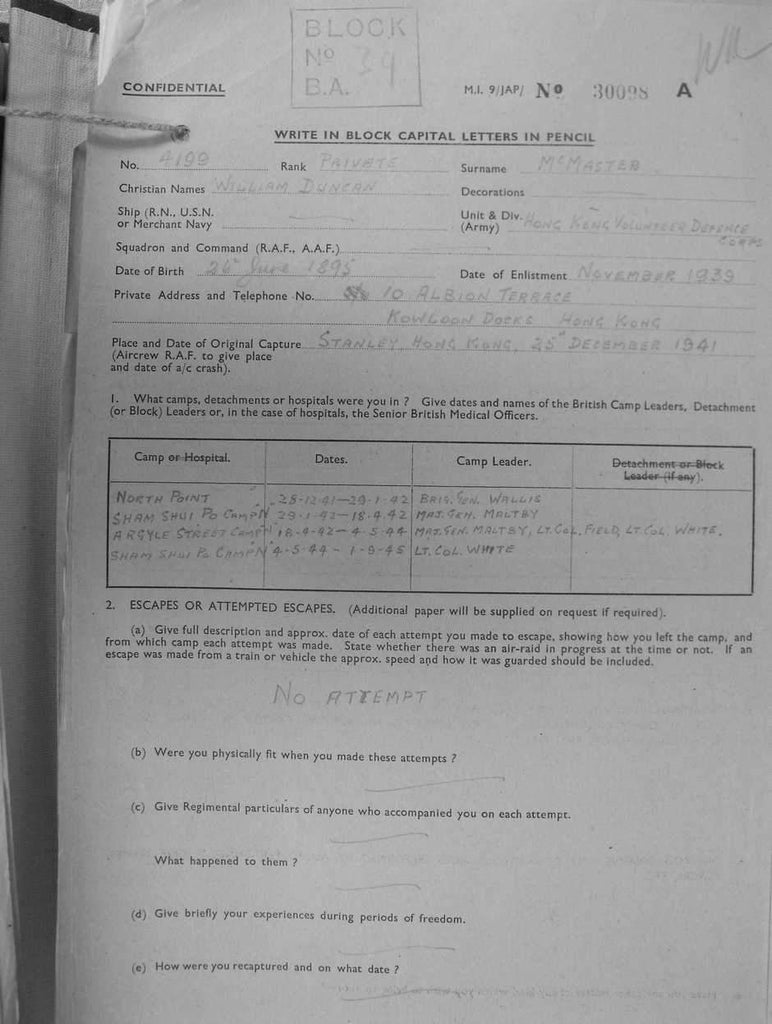 BLOCK
Nº 39
B.A.
CONFIDENTIAL
M.I. 9/JAP/ Nº 30098 A
WRITE IN BLOCK CAPITAL LETTERS IN PENCIL
No. 4199 Rank PRIVATE Surname McMASTER
Christian Names WILLIAM DUNCAN Decorations
Ship (R.N., U.S.N. or Merchant Navy
Unit & Div. (Army) HONG KONG VOLUNTEER DEFENCE CORPS
Squadron and Command (R.A.F., A.A.F.)
Date of Birth 26th June 1895 Date of Enlistment NOVEMBER 1939
Private Address and Telephone No. 10 ALBION TERRACE
KOWLOON DOCKS HONG KONG
Place and Date of Original Capture STANLEY, HONG KONG, 25th DECEMBER 1941
(Aircrew R.A.F. to give place
and date of a/c crash).
1. What camps, detachments or hospitals were you in ? Give dates and names of the British Camp Leaders, Detachment
(or Block) Leaders or, in the case of hospitals, the Senior British Medical Officers.
Camp or Hospital. Dates. Camp Leader. Detachment or Block
Leader (if any).
NORTH POINT 25-12-41-29-1-42 BRIG. GEN. WALLIS
SHAM SHUI PO CAMP N 29-1-42-18-4-42 MAJ. GEN. MALTBY
ARGYLE STREET CAMP N 18-4-42-4-5-44 MAJ. GEN. MALTBY, LT. COL. FIELD, LT. COL. WHITE.
SHAM SHUI PO CAMP N 4-5-44 - 1-9-45 LT. COL. WHITE
2. ESCAPES OR ATTEMPTED ESCAPES. (Additional paper will be supplied on request if required).
(a) Give full description and approx. date of each attempt you made to escape, showing how you left the camp, and
from which camp each attempt was made. State whether there was an air-raid in progress at the time or not. If an
escape was made from a train or vehicle the approx. speed and how it was guarded should be included.
NO ATTEMPT
(b) Were you physically fit when you made these attempts ?
(c) Give Regimental particulars of anyone who accompanied you on each attempt.
What happened to them ?
(d) Give briefly your experiences during periods of freedom.
(e) How were you recaptured and on what date ?